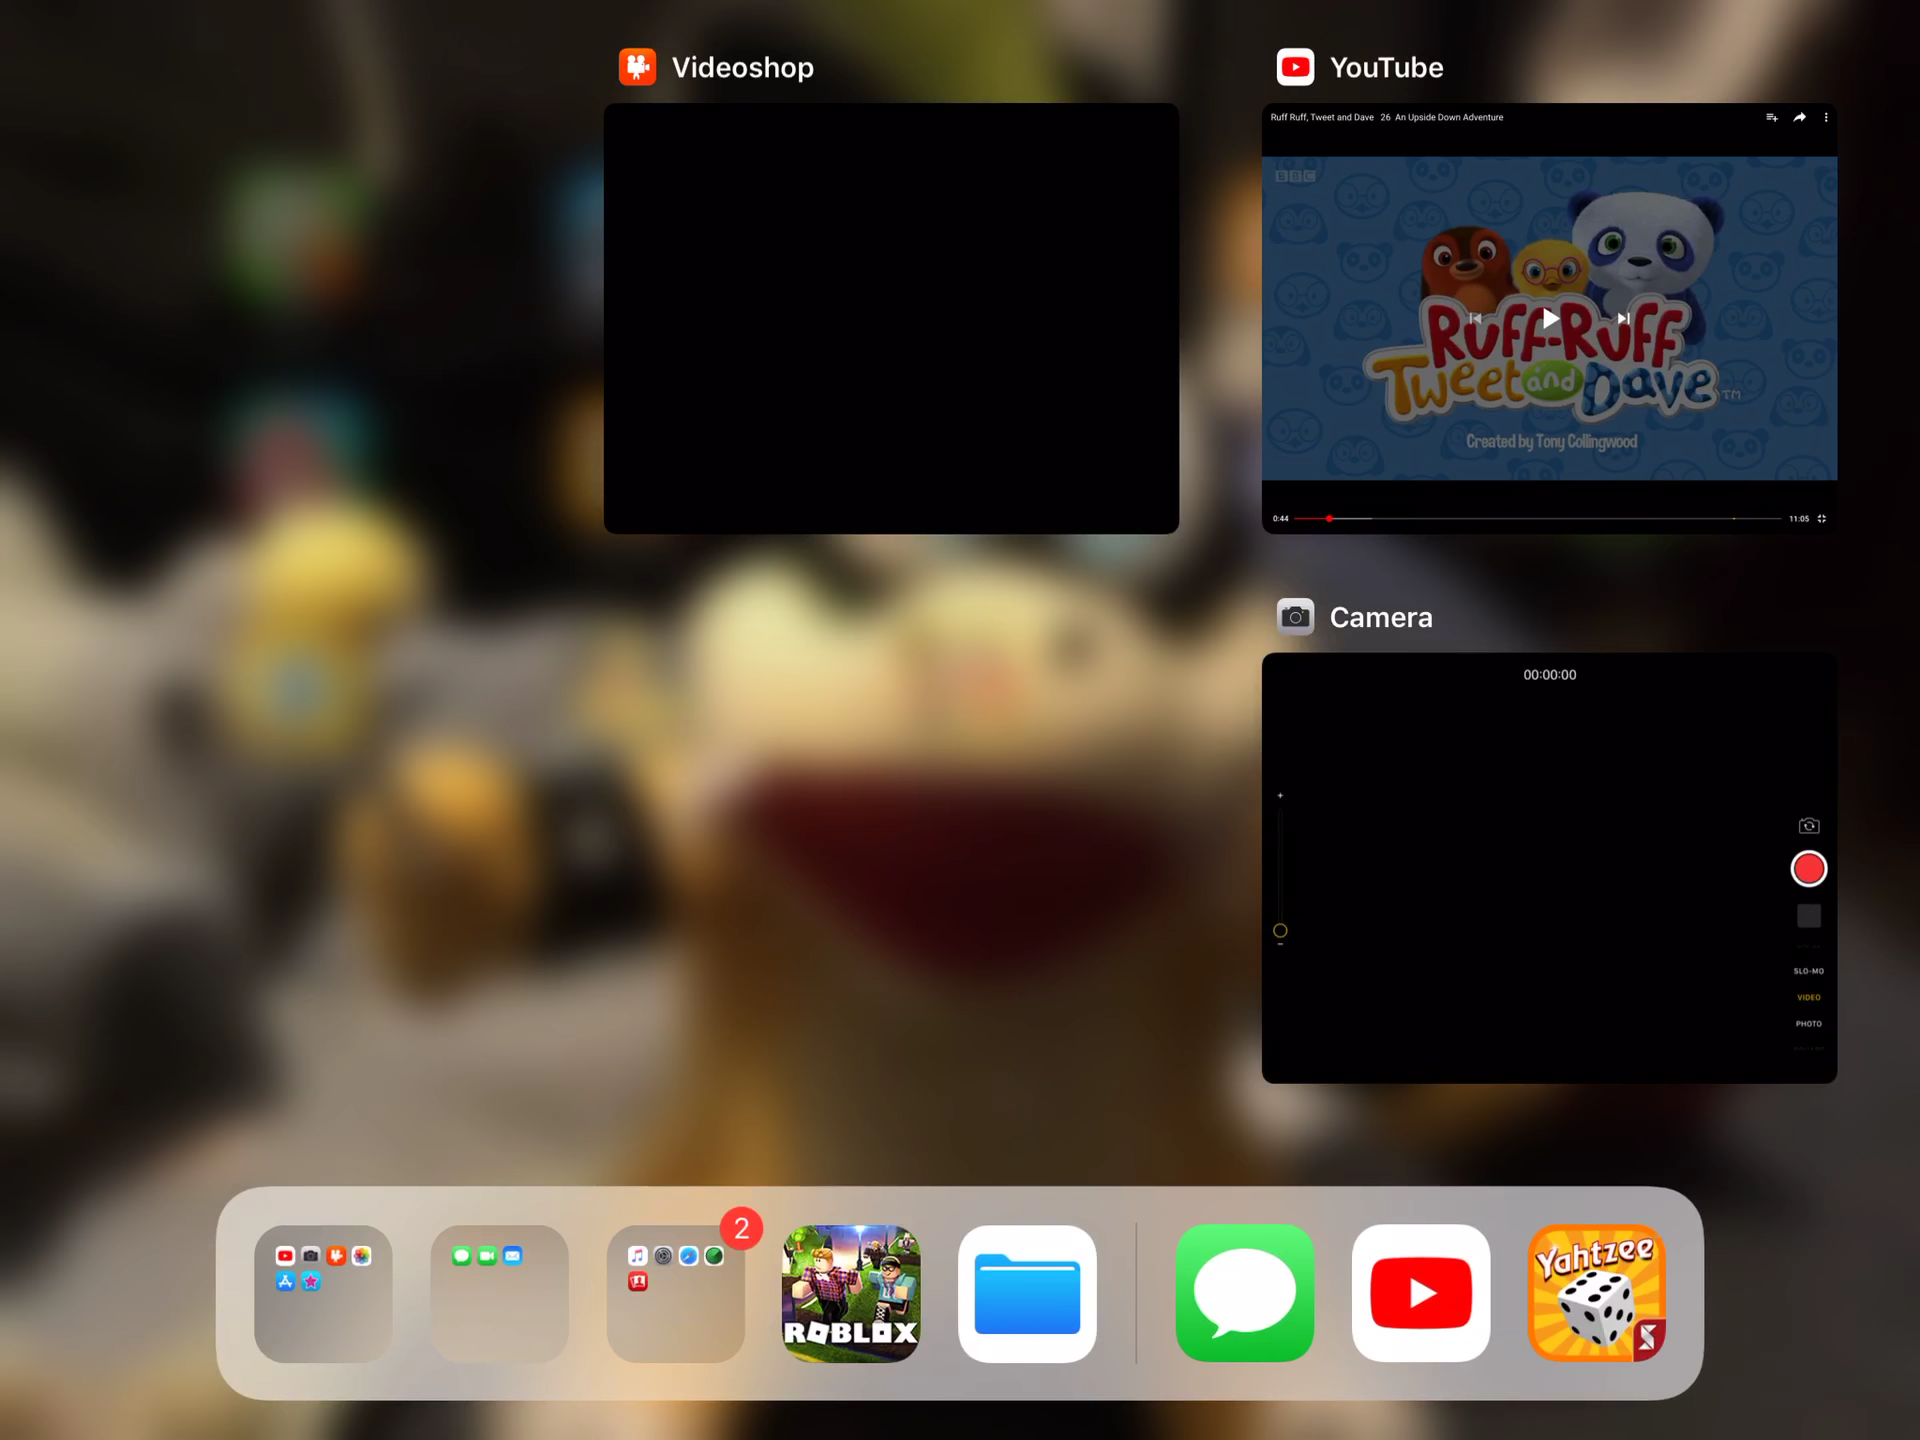 Videoshop
YouTube
Ruff Ruff, Tweet and Dave 26 An Upside Down Adventure
BBC
RUFF-RUFF
Tweet and Dave TM
Created by Tony Collingwood
0:44
11:05
Camera
00:00:00
SLO-MO
VIDEO
PHOTO
2
ROBLOX
Yahtzee